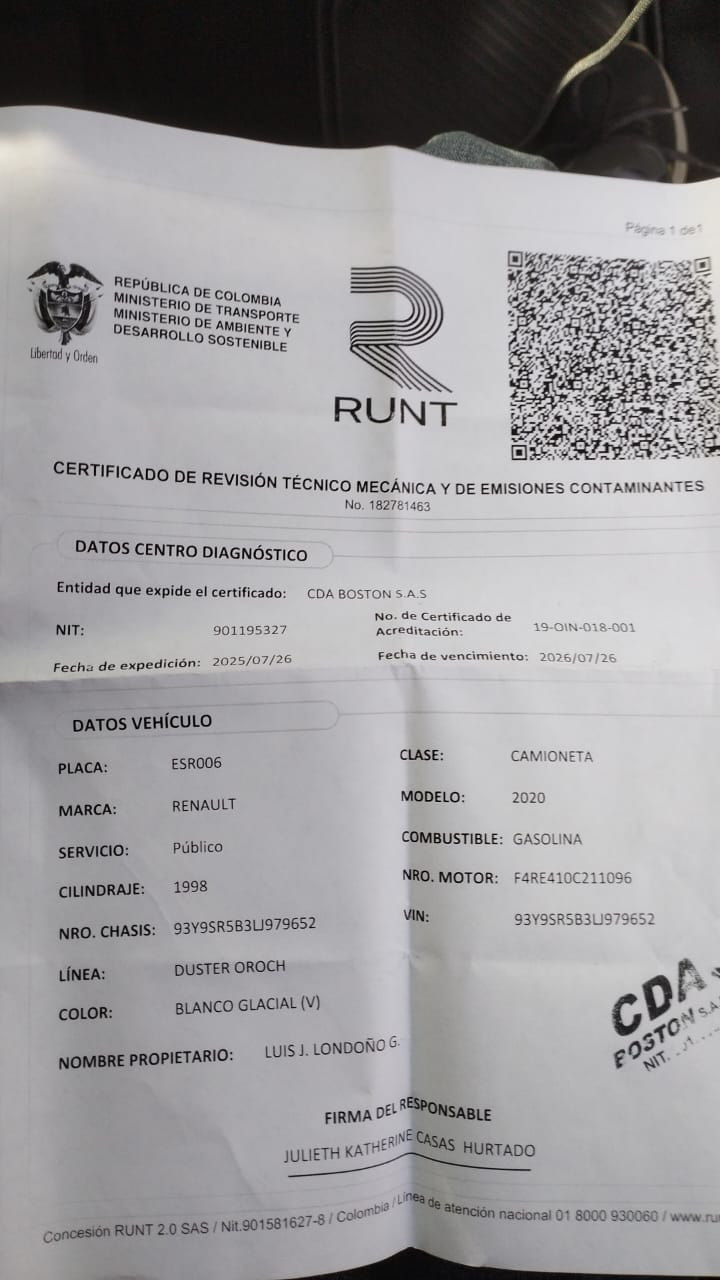 Página 1 de1
REPÚBLICA DE COLOMBIA
MINISTERIO DE TRANSPORTE
MINISTERIO DE AMBIENTE Y
DESARROLLO SOSTENIBLE
Libertad y Orden
RUNT
CERTIFICADO DE REVISIÓN TÉCNICO MECÁNICA Y DE EMISIONES CONTAMINANTES
No. 182781463
DATOS CENTRO DIAGNÓSTICO
Entidad que expide el certificado: CDA BOSTON S.A.S
NIT: 901195327 No. de Certificado de Acreditación: 19-OIN-018-001
Fecha de expedición: 2025/07/26 Fecha de vencimiento: 2026/07/26
DATOS VEHÍCULO
PLACA: ESR006 CLASE: CAMIONETA
MARCA: RENAULT MODELO: 2020
SERVICIO: Público COMBUSTIBLE: GASOLINA
CILINDRAJE: 1998 NRO. MOTOR: F4RE410C211096
NRO. CHASIS: 93Y9SR5B3LJ979652 VIN: 93Y9SR5B3LJ979652
LÍNEA: DUSTER OROCH
COLOR: BLANCO GLACIAL (V)
NOMBRE PROPIETARIO: LUIS J. LONDOÑO G.
CDA
BOSTON S.A
NIT.
FIRMA DEL RESPONSABLE
JULIETH KATHERINE CASAS HURTADO
Concesión RUNT 2.0 SAS / Nit.901581627-8 / Colombia / Línea de atención nacional 01 8000 930060 / www.ru